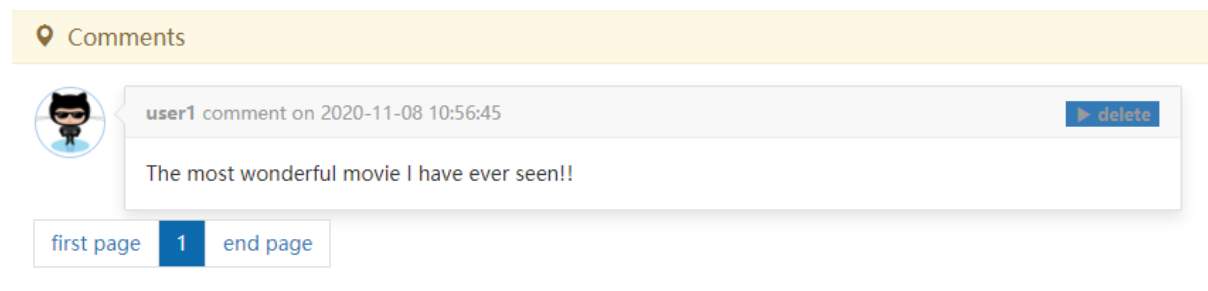 Comments
user1 comment on 2020-11-08 10:56:45
delete
The most wonderful movie I have ever seen!!
first page 1 end page